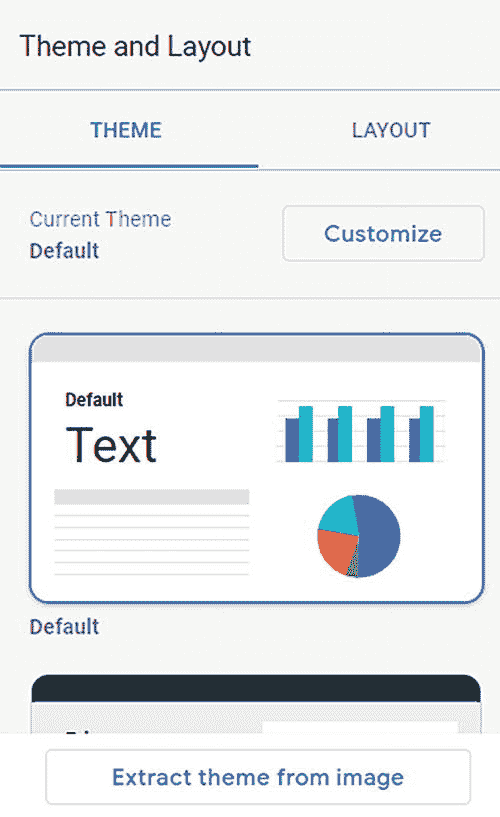 Theme and Layout
THEME
LAYOUT
Current Theme
Default
Customize
Default
Text
Default
Extract theme from image